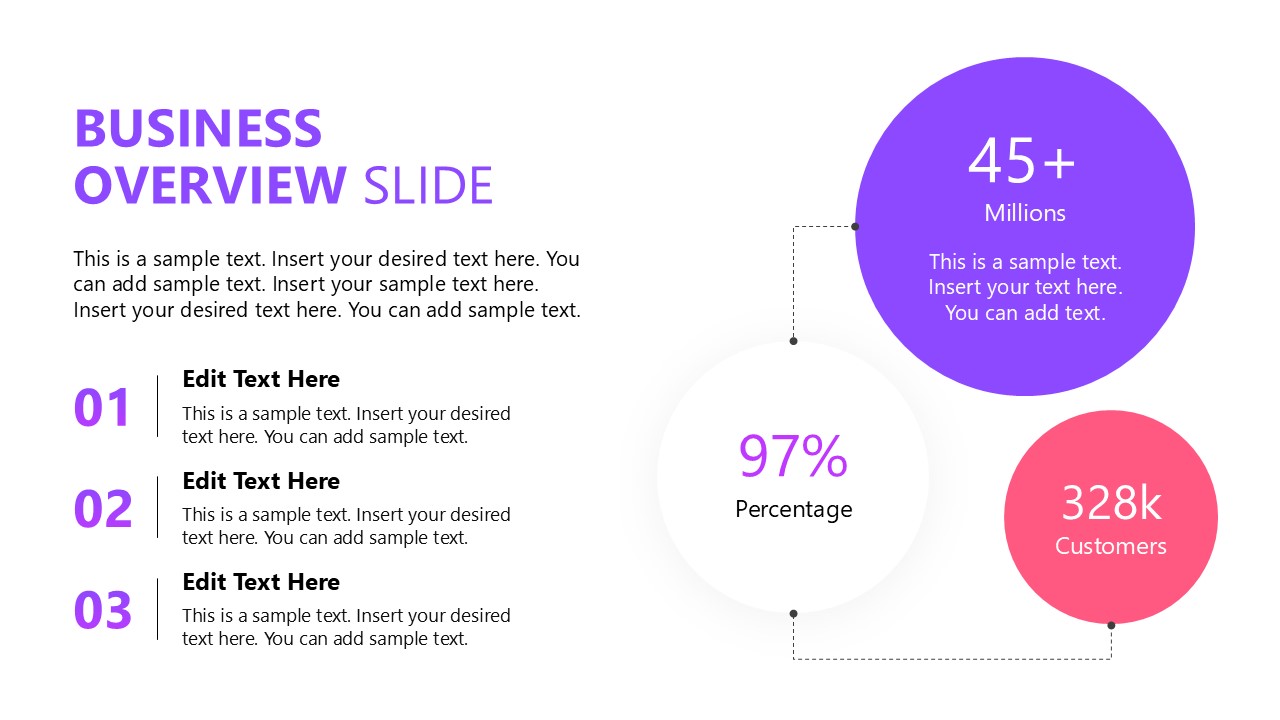 BUSINESS
OVERVIEW SLIDE
This is a sample text. Insert your desired text here. You
can add sample text. Insert your sample text here.
Insert your desired text here. You can add sample text.
01
Edit Text Here
This is a sample text. Insert your desired
text here. You can add sample text.
02
Edit Text Here
This is a sample text. Insert your desired
text here. You can add sample text.
03
Edit Text Here
This is a sample text. Insert your desired
text here. You can add sample text.
45+
Millions
This is a sample text.
Insert your text here.
You can add text.
97%
Percentage
328k
Customers